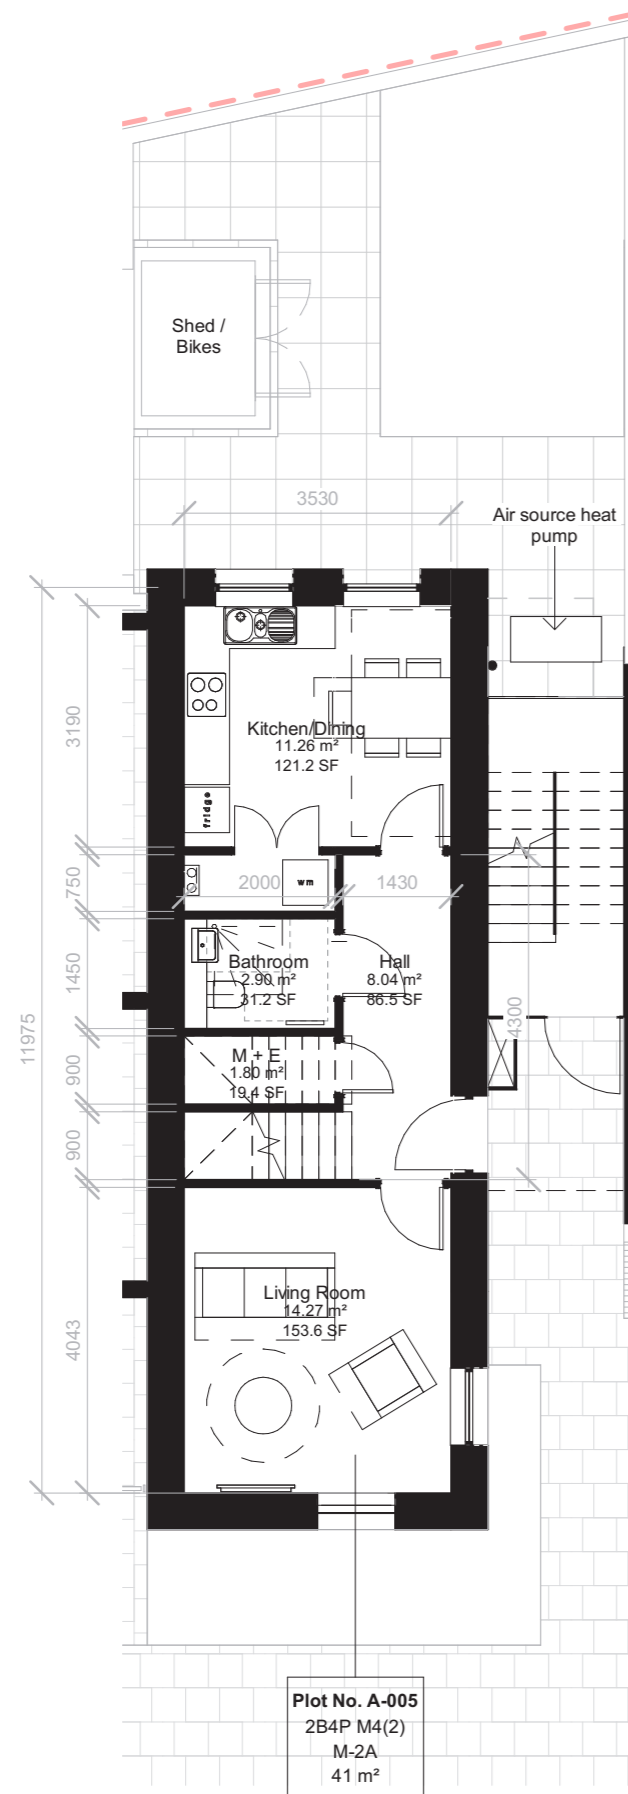 Shed /
Bikes
3530
Air source heat
pump
3190
Kitchen/Dining
11.26 m²
121.2 SF
fridge
750
2000
wm
1430
1450
Bathroom
2.90 m²
31.2 SF
Hall
8.04 m²
86.5 SF
11975
4300
900
M + E
1.80 m²
19.4 SF
900
4043
Living Room
14.27 m²
153.6 SF
Plot No. A-005
2B4P M4(2)
M-2A
41 m²